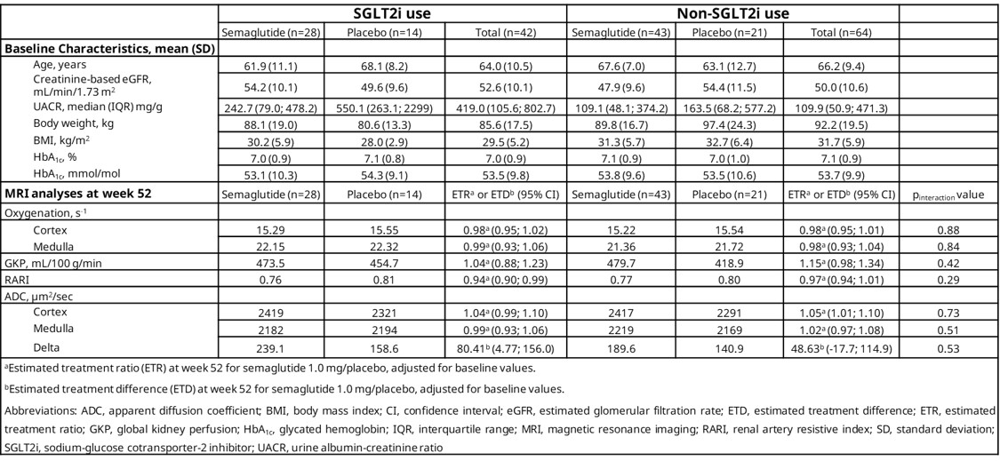 SGLT2i use Non-SGLT2i use
Semaglutide (n=28) Placebo (n=14) Total (n=42) Semaglutide (n=43) Placebo (n=21) Total (n=64)
Baseline Characteristics, mean (SD)
Age, years 61.9 (11.1) 68.1 (8.2) 64.0 (10.5) 67.6 (7.0) 63.1 (12.7) 66.2 (9.4)
Creatinine-based eGFR,
mL/min/1.73 m² 54.2 (10.1) 49.6 (9.6) 52.6 (10.1) 47.9 (9.6) 54.4 (11.5) 50.0 (10.6)
UACR, median (IQR) mg/g 242.7 (79.0; 478.2) 550.1 (263.1; 2299) 419.0 (105.6; 802.7) 109.1 (48.1; 374.2) 163.5 (68.2; 577.2) 109.9 (50.9; 471.3)
Body weight, kg 88.1 (19.0) 80.6 (13.3) 85.6 (17.5) 89.8 (16.7) 97.4 (24.3) 92.2 (19.5)
BMI, kg/m² 30.2 (5.9) 28.0 (2.9) 29.5 (5.2) 31.3 (5.7) 32.7 (6.4) 31.7 (5.9)
HbA₁c, % 7.0 (0.9) 7.1 (0.8) 7.0 (0.9) 7.1 (0.9) 7.0 (1.0) 7.1 (0.9)
HbA₁c, mmol/mol 53.1 (10.3) 54.3 (9.1) 53.5 (9.8) 53.8 (9.6) 53.5 (10.6) 53.7 (9.9)
MRI analyses at week 52 Semaglutide (n=28) Placebo (n=14) ETRᵃ or ETDᵇ (95% CI) Semaglutide (n=43) Placebo (n=21) ETRᵃ or ETDᵇ (95% CI) pinteraction value
Oxygenation, s⁻¹
Cortex 15.29 15.55 0.98ᵃ (0.95; 1.02) 15.22 15.54 0.98ᵃ (0.95; 1.01) 0.88
Medulla 22.15 22.32 0.99ᵃ (0.93; 1.06) 21.36 21.72 0.98ᵃ (0.93; 1.04) 0.84
GKP, mL/100 g/min 473.5 454.7 1.04ᵃ (0.88; 1.23) 479.7 418.9 1.15ᵃ (0.98; 1.34) 0.42
RARI 0.76 0.81 0.94ᵃ (0.90; 0.99) 0.77 0.80 0.97ᵃ (0.94; 1.01) 0.29
ADC, µm²/sec
Cortex 2419 2321 1.04ᵃ (0.99; 1.10) 2417 2291 1.05ᵃ (1.01; 1.10) 0.73
Medulla 2182 2194 0.99ᵃ (0.93; 1.06) 2219 2169 1.02ᵃ (0.97; 1.08) 0.51
Delta 239.1 158.6 80.41ᵇ (4.77; 156.0) 189.6 140.9 48.63ᵇ (-17.7; 114.9) 0.53
ᵃEstimated treatment ratio (ETR) at week 52 for semaglutide 1.0 mg/placebo, adjusted for baseline values.
ᵇEstimated treatment difference (ETD) at week 52 for semaglutide 1.0 mg/placebo, adjusted for baseline values.
Abbreviations: ADC, apparent diffusion coefficient; BMI, body mass index; CI, confidence interval; eGFR, estimated glomerular filtration rate; ETD, estimated treatment difference; ETR, estimated
treatment ratio; GKP, global kidney perfusion; HbA₁c, glycated hemoglobin; IQR, interquartile range; MRI, magnetic resonance imaging; RARI, renal artery resistive index; SD, standard deviation;
SGLT2i, sodium-glucose cotransporter-2 inhibitor; UACR, urine albumin-creatinine ratio